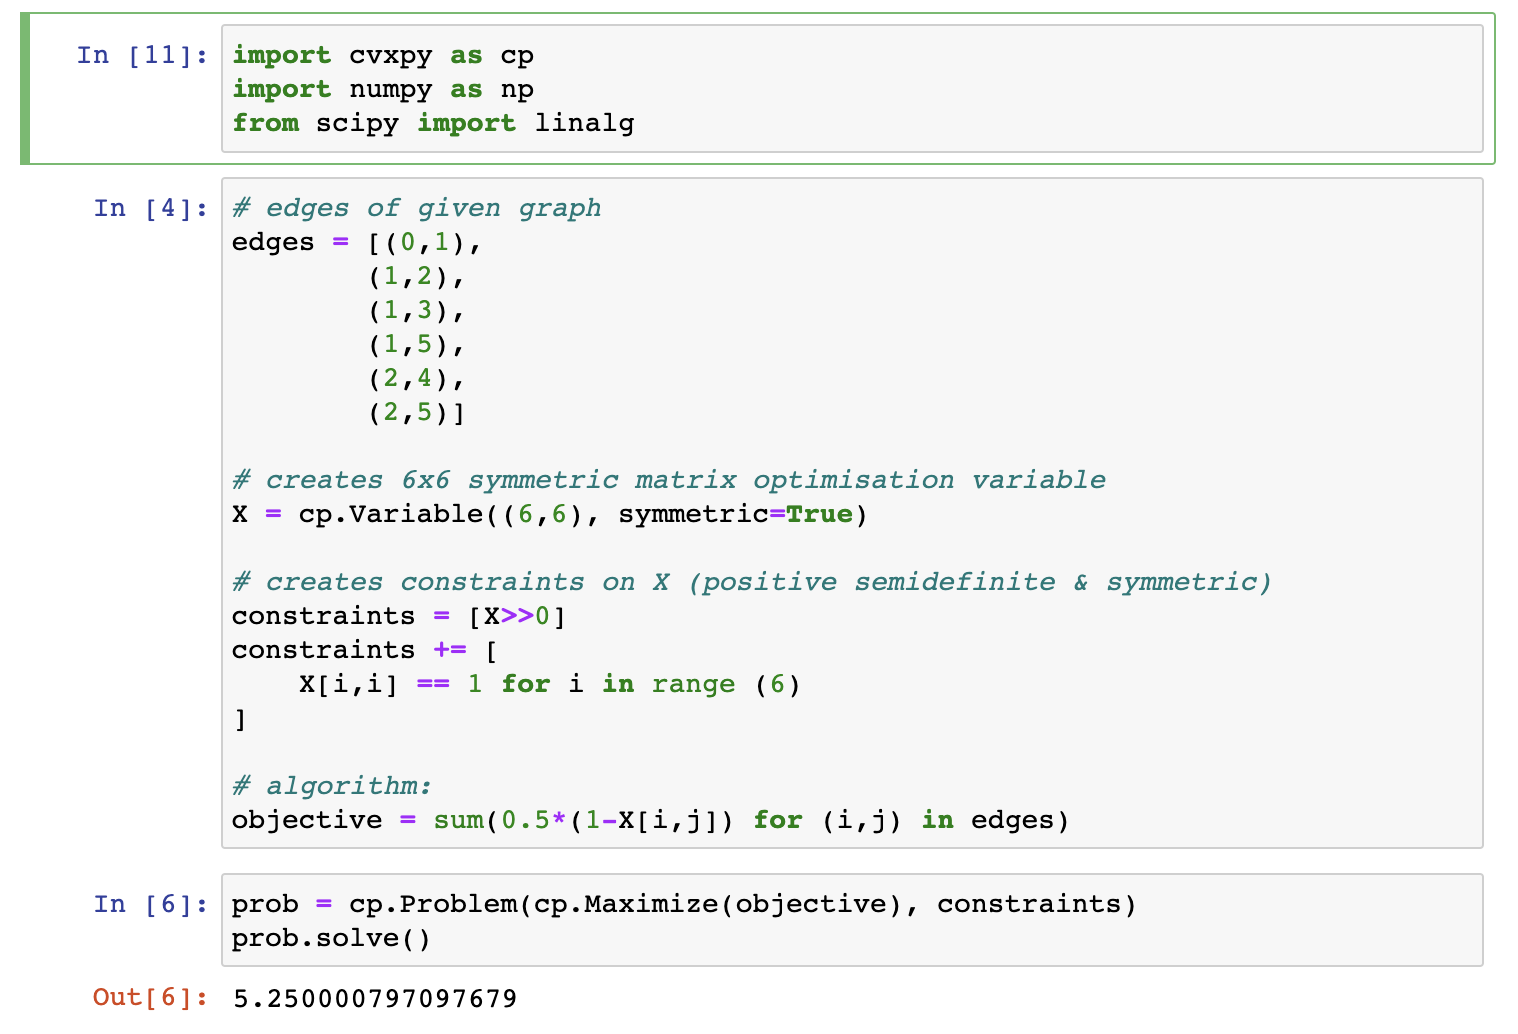 In [11]: import cvxpy as cp
import numpy as np
from scipy import linalg
In [4]: # edges of given graph
edges = [(0,1),
(1,2),
(1,3),
(1,5),
(2,4),
(2,5)]
# creates 6x6 symmetric matrix optimisation variable
X = cp.Variable((6,6), symmetric=True)
# creates constraints on X (positive semidefinite & symmetric)
constraints = [X>>0]
constraints += [
X[i,i] == 1 for i in range (6)
]
# algorithm:
objective = sum(0.5*(1-X[i,j]) for (i,j) in edges)
In [6]: prob = cp.Problem(cp.Maximize(objective), constraints)
prob.solve()
Out[6]: 5.250000797097679